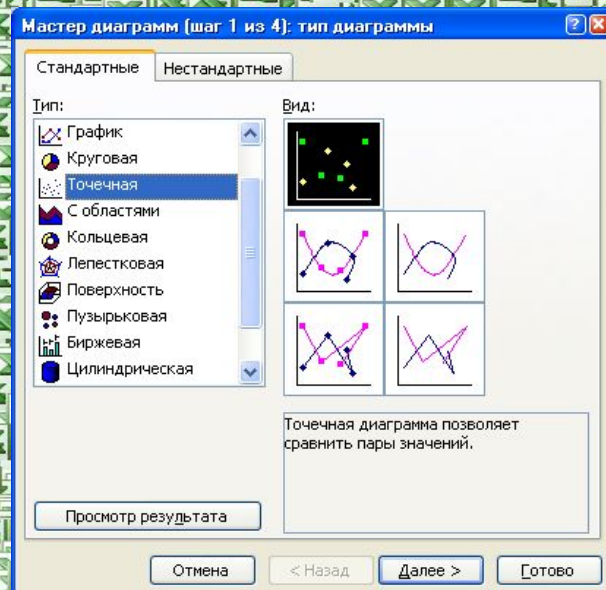 Мастер диаграмм (шаг 1 из 4): тип диаграммы
Стандартные
Нестандартные
Тип:
График
Круговая
Точечная
С областями
Кольцевая
Лепестковая
Поверхность
Пузырьковая
Биржевая
Цилиндрическая
Вид:
Точечная диаграмма позволяет
сравнить пары значений.
Просмотр результата
Отмена
< Назад
Далее >
Готово